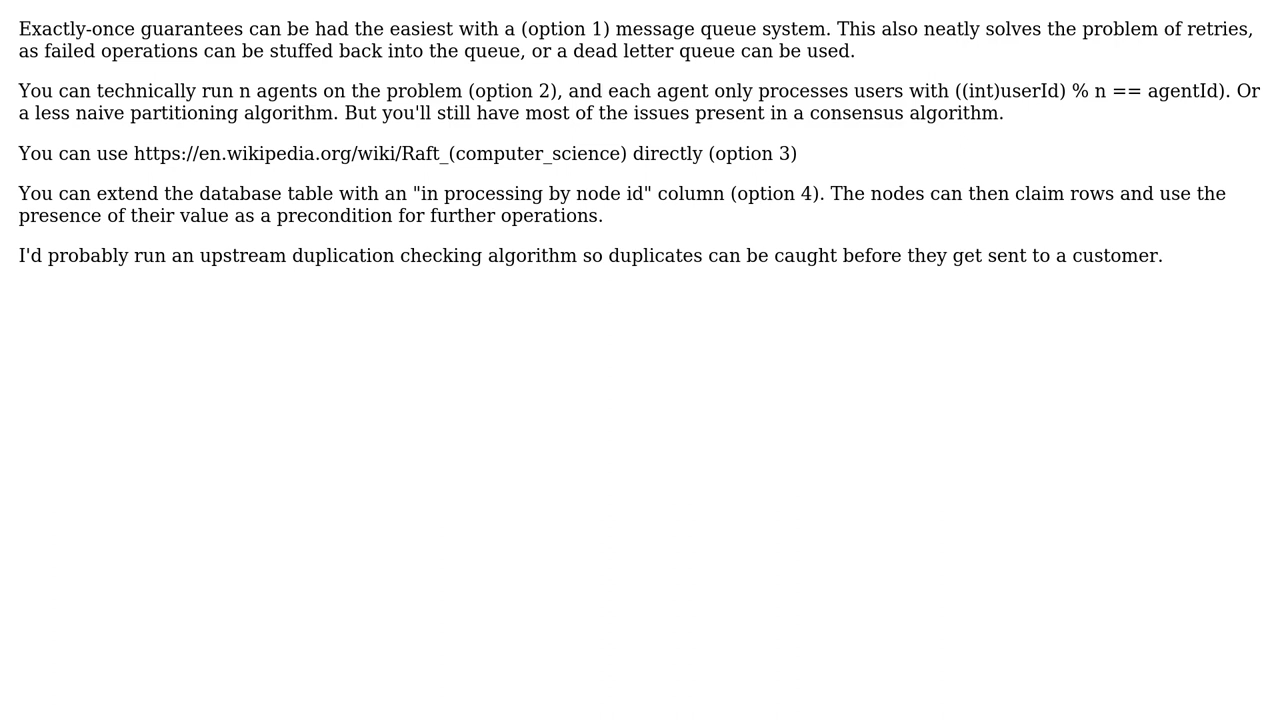 Exactly-once guarantees can be had the easiest with a (option 1) message queue system. This also neatly solves the problem of retries,
as failed operations can be stuffed back into the queue, or a dead letter queue can be used.
You can technically run n agents on the problem (option 2), and each agent only processes users with ((int)userId) % n == agentId). Or
a less naive partitioning algorithm. But you'll still have most of the issues present in a consensus algorithm.
You can use https://en.wikipedia.org/wiki/Raft_(computer_science) directly (option 3)
You can extend the database table with an "in processing by node id" column (option 4). The nodes can then claim rows and use the
presence of their value as a precondition for further operations.
I'd probably run an upstream duplication checking algorithm so duplicates can be caught before they get sent to a customer.